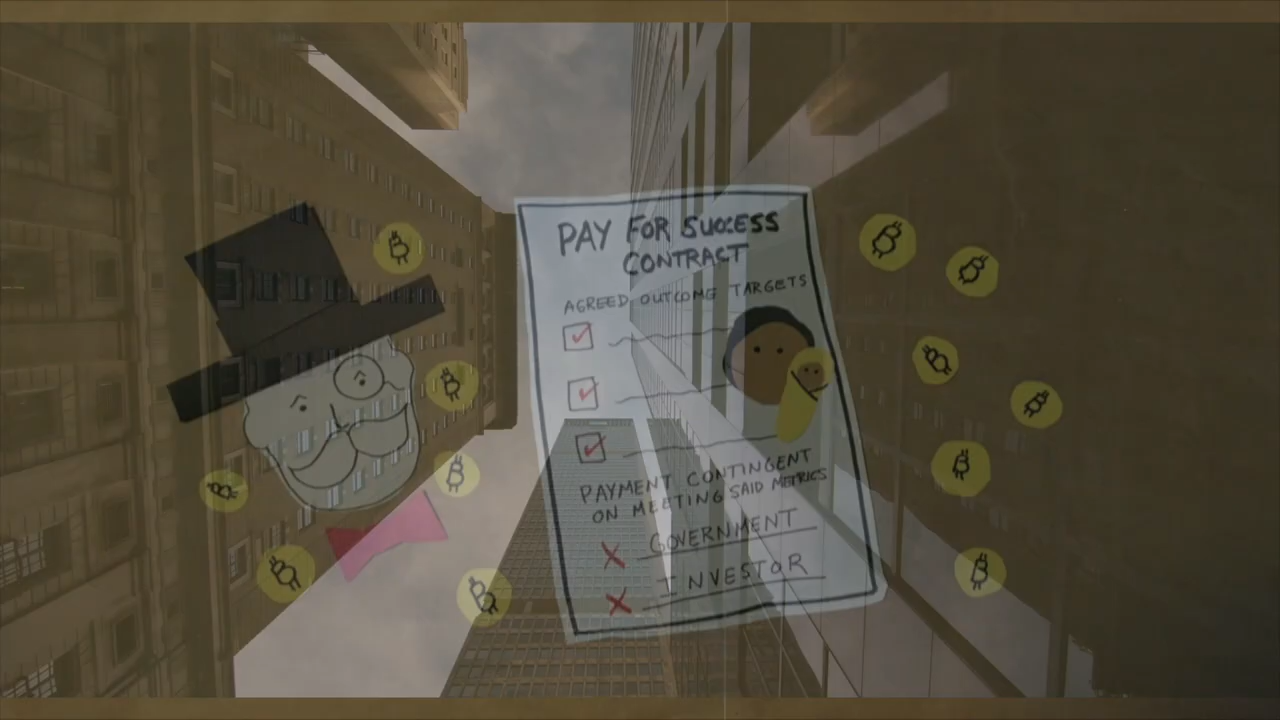 PAY FOR SUCCESS
CONTRACT
AGREED OUTCOME TARGETS
PAYMENT CONTINGENT
ON MEETING SAID METRICS
X GOVERNMENT
X INVESTOR